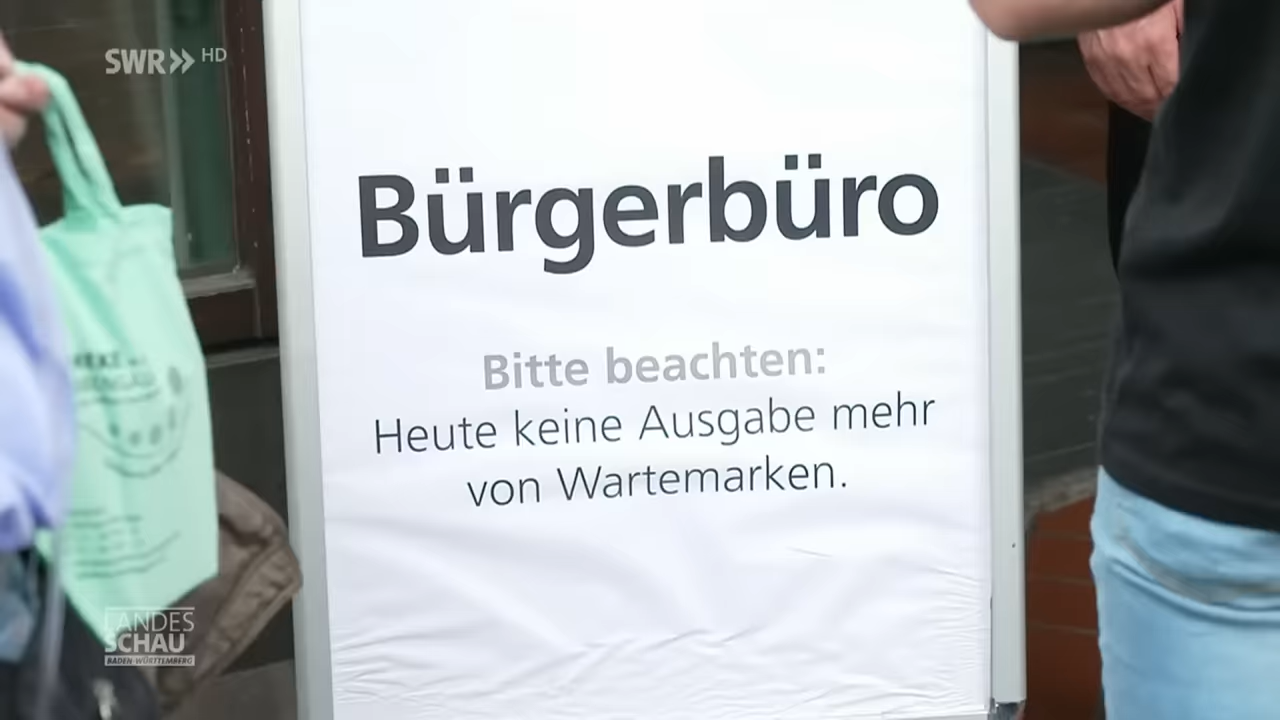 SWR HD
Bürgerbüro
Bitte beachten:
Heute keine Ausgabe mehr
von Wartemarken.
LANDES
SCHAU
BADEN-WÜRTTEMBERG